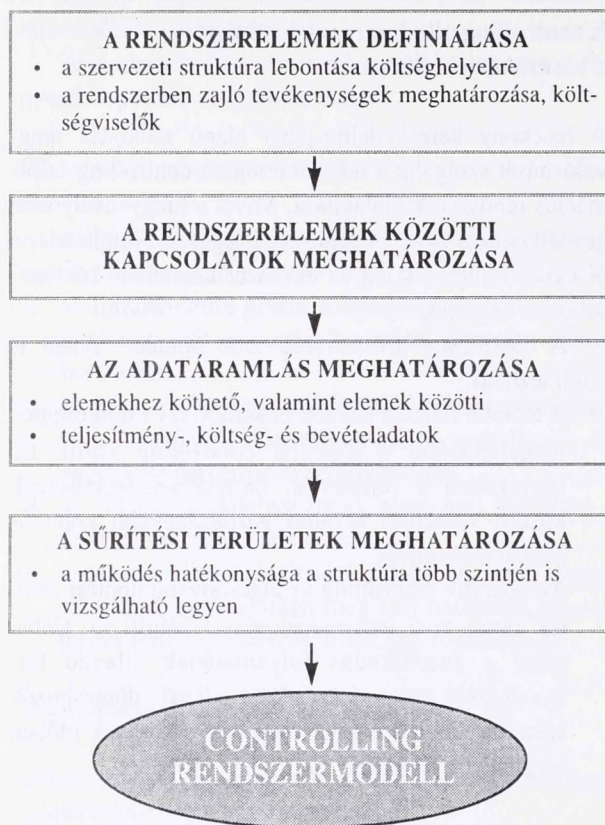 A RENDSZERELEMEK DEFINIÁLÁSA
• a szervezeti struktúra lebontása költséghelyekre
• a rendszerben zajló tevékenységek meghatározása, költ-
ségviselők
A RENDSZERELEMEK KÖZÖTTI
KAPCSOLATOK MEGHATÁROZÁSA
AZ ADATÁRAMLÁS MEGHATÁROZÁSA
• elemekhez köthető, valamint elemek közötti
• teljesítmény-, költség- és bevételadatok
A SŰRÍTÉSI TERÜLETEK MEGHATÁROZÁSA
• a működés hatékonysága a struktúra több szintjén is
vizsgálható legyen
CONTROLLING
RENDSZERMODELL